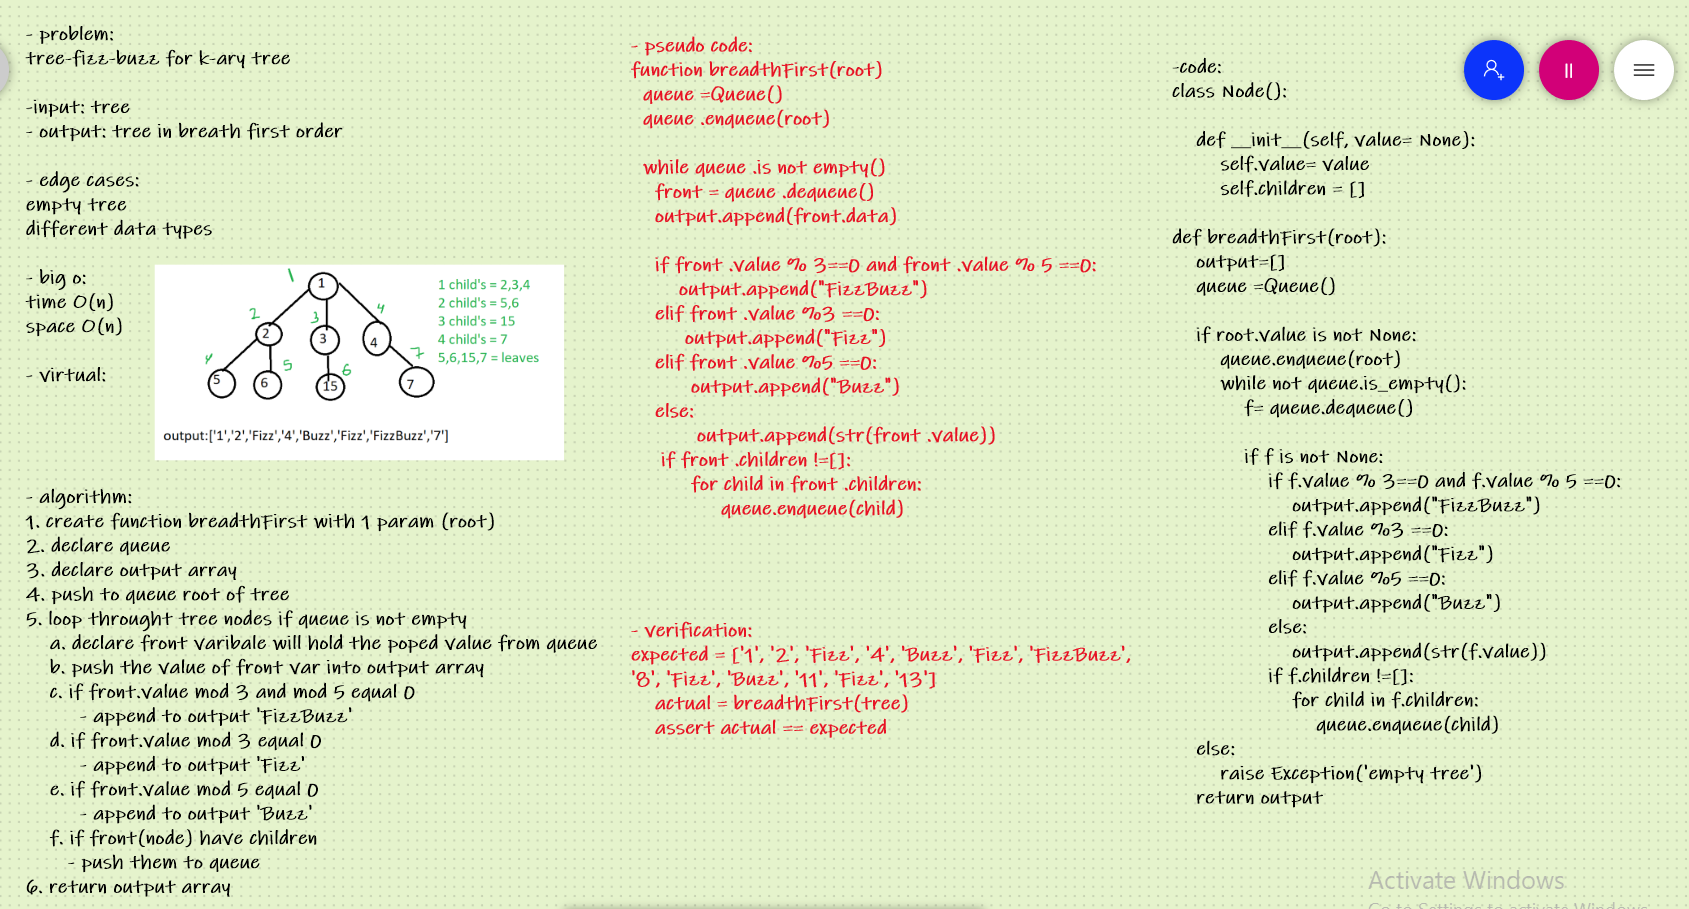 - problem:
tree-fizz-buzz for k-ary tree
-input: tree
- output: tree in breath first order
- edge cases:
empty tree
different data types
- big o:
time O(n)
space O(n)
- virtual:
1
2
3
4
4
5
6
7
1
2
3
4
5
6
15
7
1 child's = 2,3,4
2 child's = 5,6
3 child's = 15
4 child's = 7
5,6,15,7 = leaves
output:['1','2','Fizz','4','Buzz','Fizz','FizzBuzz','7']
- algorithm:
1. create function breadthFirst with 1 param (root)
2. declare queue
3. declare output array
4. push to queue root of tree
5. loop throught tree nodes if queue is not empty
a. declare front varibale will hold the poped value from queue
b. push the value of front var into output array
c. if front.value mod 3 and mod 5 equal 0
- append to output 'FizzBuzz'
d. if front.value mod 3 equal 0
- append to output 'Fizz'
e. if front.value mod 5 equal 0
- append to output 'Buzz'
f. if front(node) have children
- push them to queue
6. return output array
- pseudo code:
function breadthFirst(root)
queue =Queue()
queue .enqueue(root)
while queue .is not empty()
front = queue .dequeue()
output.append(front.data)
if front .value % 3==0 and front .value % 5 ==0:
output.append("FizzBuzz")
elif front .value %3 ==0:
output.append("Fizz")
elif front .value %5 ==0:
output.append("Buzz")
else:
output.append(str(front .value))
if front .children !=[]:
for child in front .children:
queue.enqueue(child)
- verification:
expected = ['1', '2', 'Fizz', '4', 'Buzz', 'Fizz', 'FizzBuzz',
'8', 'Fizz', 'Buzz', '11', 'Fizz', '13']
actual = breadthFirst(tree)
assert actual == expected
-code:
class Node():
def __init__(self, value= None):
self.value= value
self.children = []
def breadthFirst(root):
output=[]
queue =Queue()
if root.value is not None:
queue.enqueue(root)
while not queue.is_empty():
f= queue.dequeue()
if f is not None:
if f.value % 3==0 and f.value % 5 ==0:
output.append("FizzBuzz")
elif f.value %3 ==0:
output.append("Fizz")
elif f.value %5 ==0:
output.append("Buzz")
else:
output.append(str(f.value))
if f.children !=[]:
for child in f.children:
queue.enqueue(child)
else:
raise Exception('empty tree')
return output
Activate Windows
Go to Settings to activate Windows.